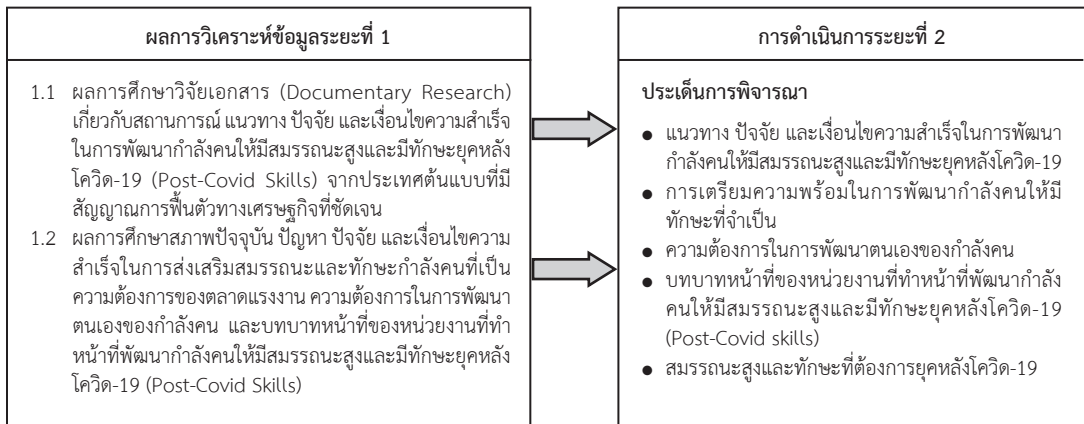 ผลการวิเคราะห์ข้อมูลระยะที่ 1
1.1 ผลการศึกษาวิจัยเอกสาร (Documentary Research)
เกี่ยวกับสถานการณ์ แนวทาง ปัจจัย และเงื่อนไขความสำเร็จ
ในการพัฒนากำลังคนให้มีสมรรถนะสูงและมีทักษะยุคหลัง
โควิด-19 (Post-Covid Skills) จากประเทศต้นแบบที่มี
สัญญาณการฟื้นตัวทางเศรษฐกิจที่ชัดเจน
1.2 ผลการศึกษาสภาพปัจจุบัน ปัญหา ปัจจัย และเงื่อนไขความ
สำเร็จในการส่งเสริมสมรรถนะและทักษะกำลังคนที่เป็น
ความต้องการของตลาดแรงงาน ความต้องการในการพัฒนา
ตนเองของกำลังคน และบทบาทหน้าที่ของหน่วยงานที่ทำ
หน้าที่พัฒนากำลังคนให้มีสมรรถนะสูงและมีทักษะยุคหลัง
โควิด-19 (Post-Covid Skills)
การดำเนินการระยะที่ 2
ประเด็นการพิจารณา
● แนวทาง ปัจจัย และเงื่อนไขความสำเร็จในการพัฒนา
กำลังคนให้มีสมรรถนะสูงและมีทักษะยุคหลังโควิด-19
● การเตรียมความพร้อมในการพัฒนากำลังคนให้มี
ทักษะที่จำเป็น
● ความต้องการในการพัฒนาตนเองของกำลังคน
● บทบาทหน้าที่ของหน่วยงานที่ทำหน้าที่พัฒนากำลัง
คนให้มีสมรรถนะสูงและมีทักษะยุคหลังโควิด-19
(Post-Covid skills)
● สมรรถนะสูงและทักษะที่ต้องการยุคหลังโควิด-19